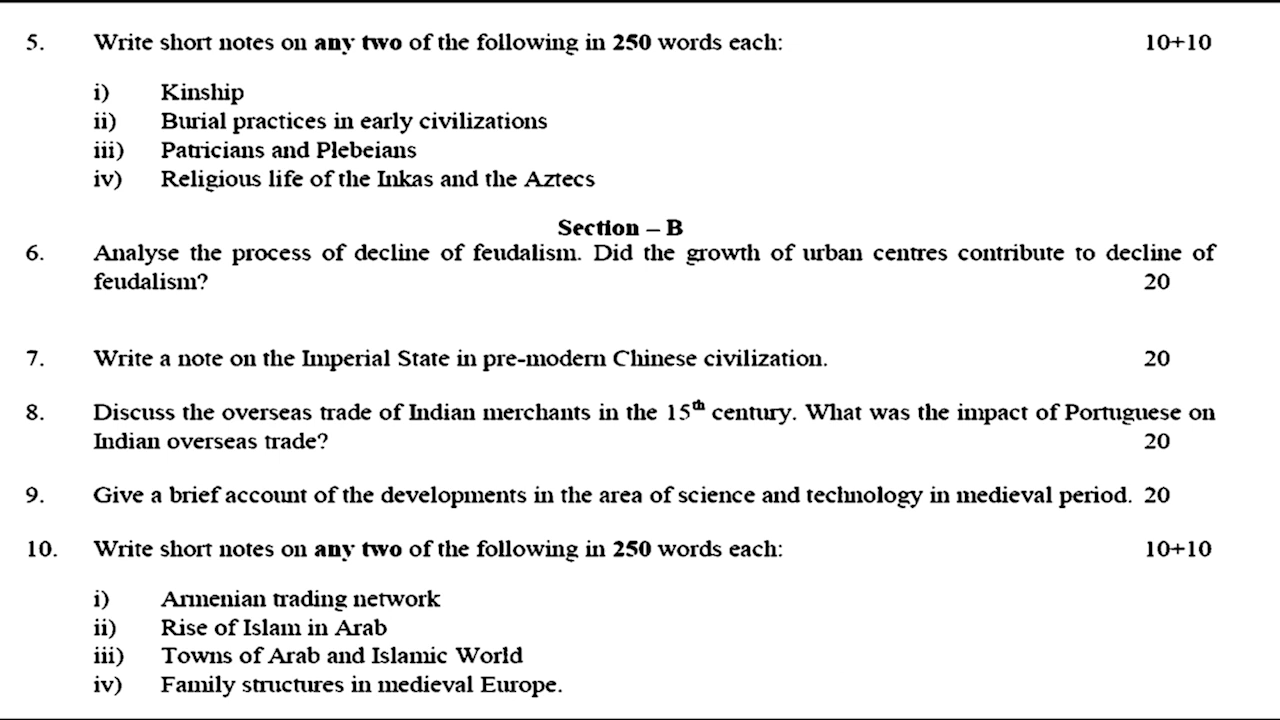 5. Write short notes on any two of the following in 250 words each: 10+10
i) Kinship
ii) Burial practices in early civilizations
iii) Patricians and Plebeians
iv) Religious life of the Inkas and the Aztecs
Section – B
6. Analyse the process of decline of feudalism. Did the growth of urban centres contribute to decline of
feudalism? 20
7. Write a note on the Imperial State in pre-modern Chinese civilization. 20
8. Discuss the overseas trade of Indian merchants in the 15th century. What was the impact of Portuguese on
Indian overseas trade? 20
9. Give a brief account of the developments in the area of science and technology in medieval period. 20
10. Write short notes on any two of the following in 250 words each: 10+10
i) Armenian trading network
ii) Rise of Islam in Arab
iii) Towns of Arab and Islamic World
iv) Family structures in medieval Europe.